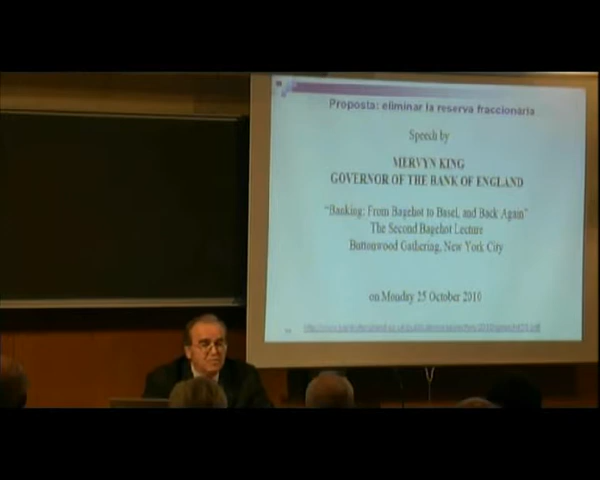 Proposta: eliminar la reserva fraccionària
Speech by
MERVYN KING
GOVERNOR OF THE BANK OF ENGLAND
"Banking: From Bagehot to Basel, and Back Again"
The Second Bagehot Lecture
Buttonwood Gathering, New York City
on Monday 25 October 2010